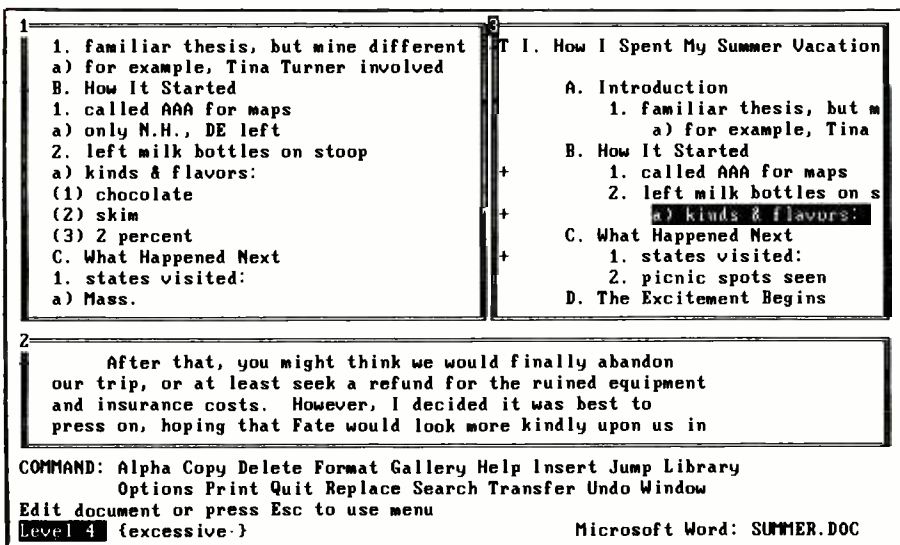 1
1. familiar thesis, but mine different
a) for example, Tina Turner involved
B. How It Started
1. called AAA for maps
a) only N.H., DE left
2. left milk bottles on stoop
a) kinds & flavors:
(1) chocolate
(2) skim
(3) 2 percent
C. What Happened Next
1. states visited:
a) Mass.
3
T I. How I Spent My Summer Vacation
A. Introduction
1. familiar thesis, but m
a) for example, Tina
B. How It Started
+ 1. called AAA for maps
2. left milk bottles on s
+ a) kinds & flavors:
C. What Happened Next
+ 1. states visited:
2. picnic spots seen
D. The Excitement Begins
2
After that, you might think we would finally abandon
our trip, or at least seek a refund for the ruined equipment
and insurance costs. However, I decided it was best to
press on, hoping that Fate would look more kindly upon us in
COMMAND: Alpha Copy Delete Format Gallery Help Insert Jump Library
Options Print Quit Replace Search Transfer Undo Window
Edit document or press Esc to use menu
Level 4 {excessive·} Microsoft Word: SUMMER.DOC